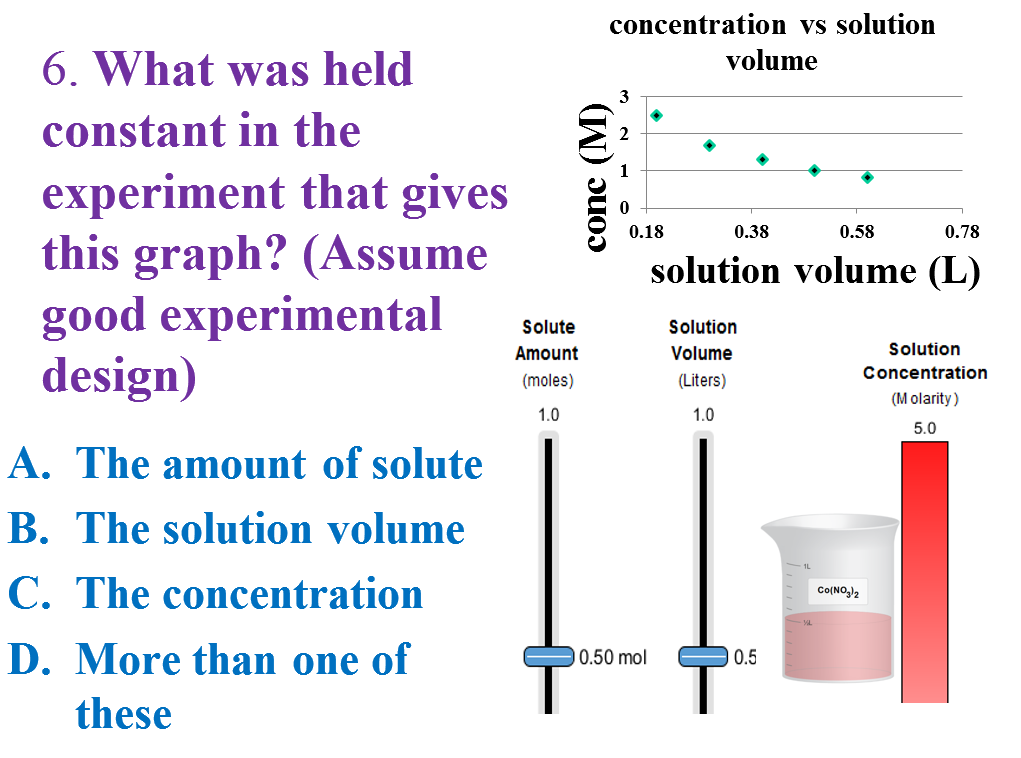 6. What was held
constant in the
experiment that gives
this graph? (Assume
good experimental
design)
A. The amount of solute
B. The solution volume
C. The concentration
D. More than one of
these
concentration vs solution
volume
conc (M)
3
2
1
0
0.18 0.38 0.58 0.78
solution volume (L)
Solute
Amount
(moles)
1.0
0.50 mol
Solution
Volume
(Liters)
1.0
0.5
Solution
Concentration
(Molarity)
5.0
1L
Co(NO3)2
½L